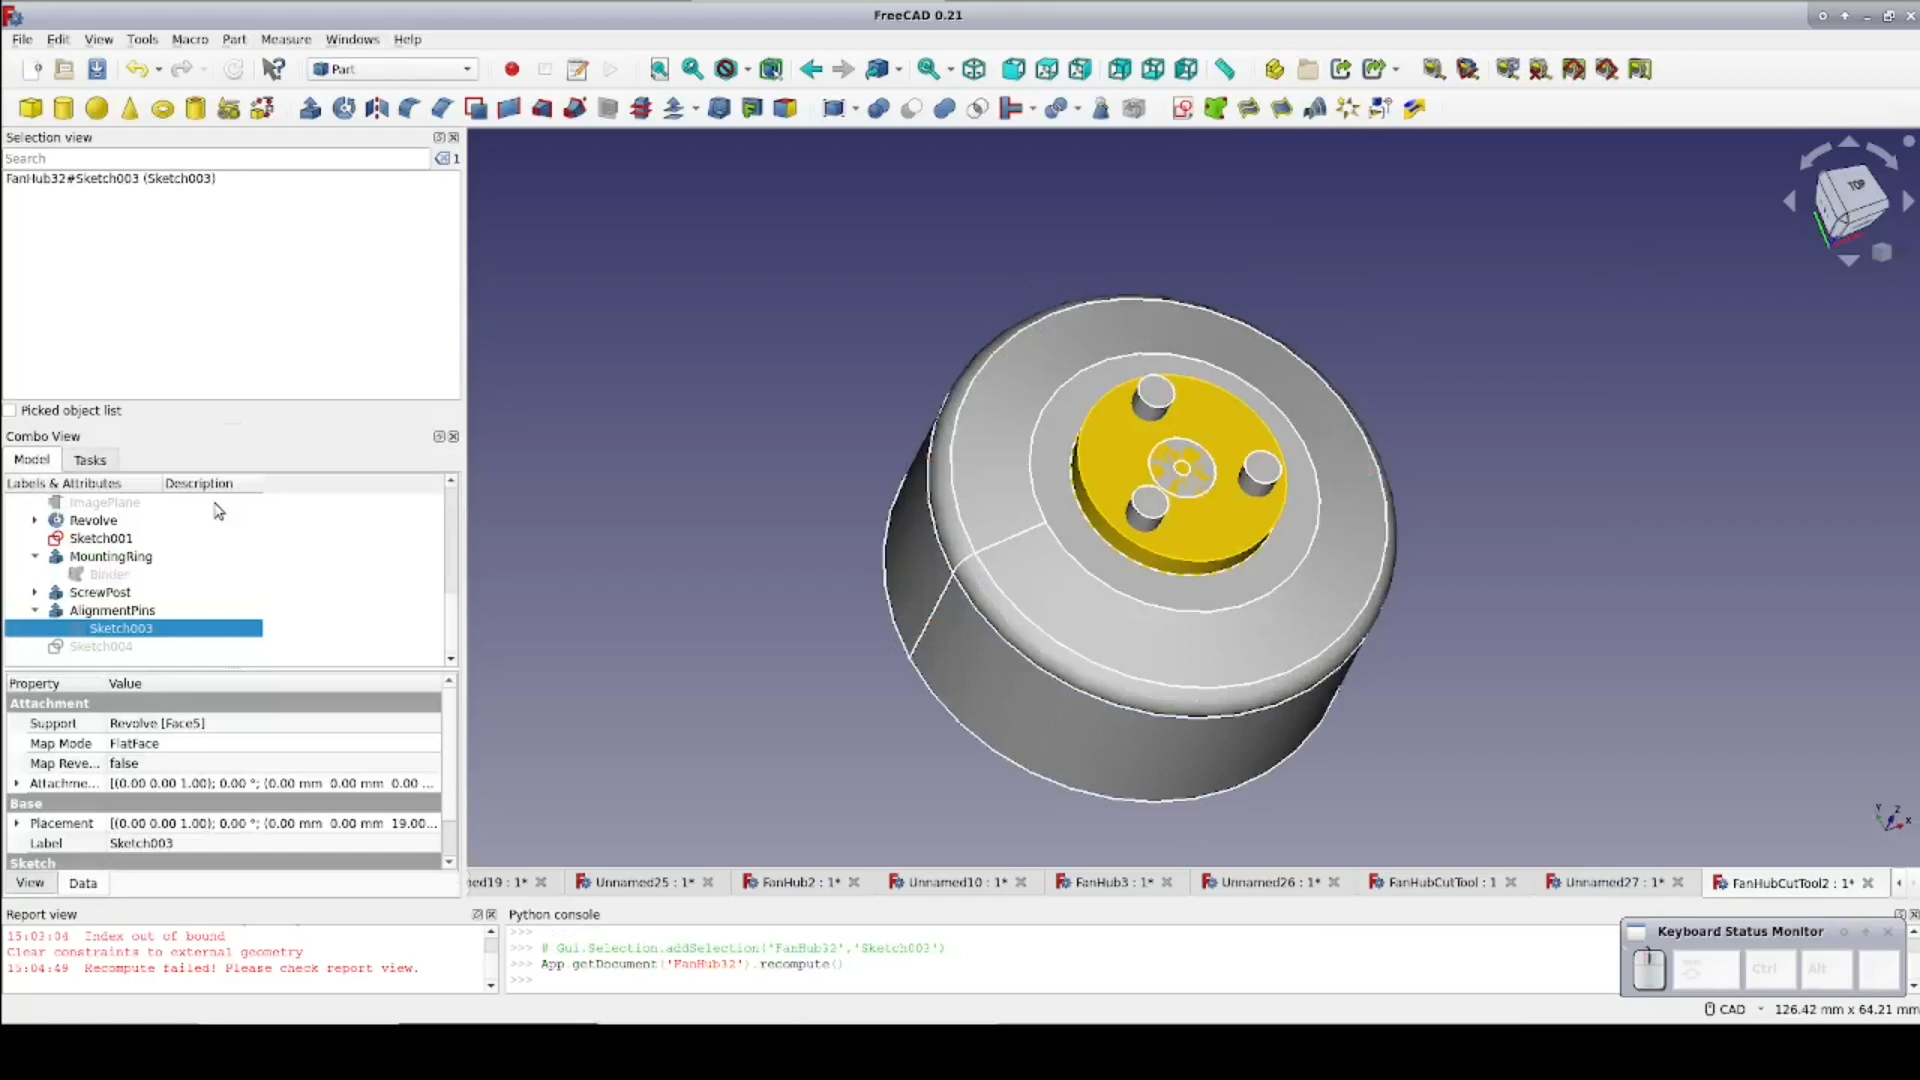 FreeCAD 0.21
File Edit View Tools Macro Part Measure Windows Help
Part
Selection view
Search
1
FanHub32#Sketch003 (Sketch003)
Picked object list
Combo View
Model Tasks
Labels & Attributes Description
ImagePlane
Revolve
Sketch001
MountingRing
Binder
ScrewPost
AlignmentPins
Sketch003
Sketch004
Property Value
Attachment
Support Revolve [Face5]
Map Mode FlatFace
Map Reve... false
Attachme... [(0.00 0.00 1.00); 0.00 °; (0.00 mm 0.00 mm 0.00 ...
Base
Placement [(0.00 0.00 1.00); 0.00 °; (0.00 mm 0.00 mm 19.00...
Label Sketch003
Sketch
View Data
TOP
Y Z X
ned19 : 1* Unnamed25 : 1* FanHub2 : 1* Unnamed10 : 1* FanHub3 : 1* Unnamed26 : 1* FanHubCutTool : 1 Unnamed27 : 1* FanHubCutTool2 : 1*
Report view
15:03:04 Index out of bound
Clear constraints to external geometry
15:04:49 Recompute failed! Please check report view.
Python console
>>>
>>> # Gui.Selection.addSelection('FanHub32','Sketch003')
>>> App.getDocument('FanHub32').recompute()
>>>
Keyboard Status Monitor
Ctrl Alt
CAD 126.42 mm x 64.21 mm